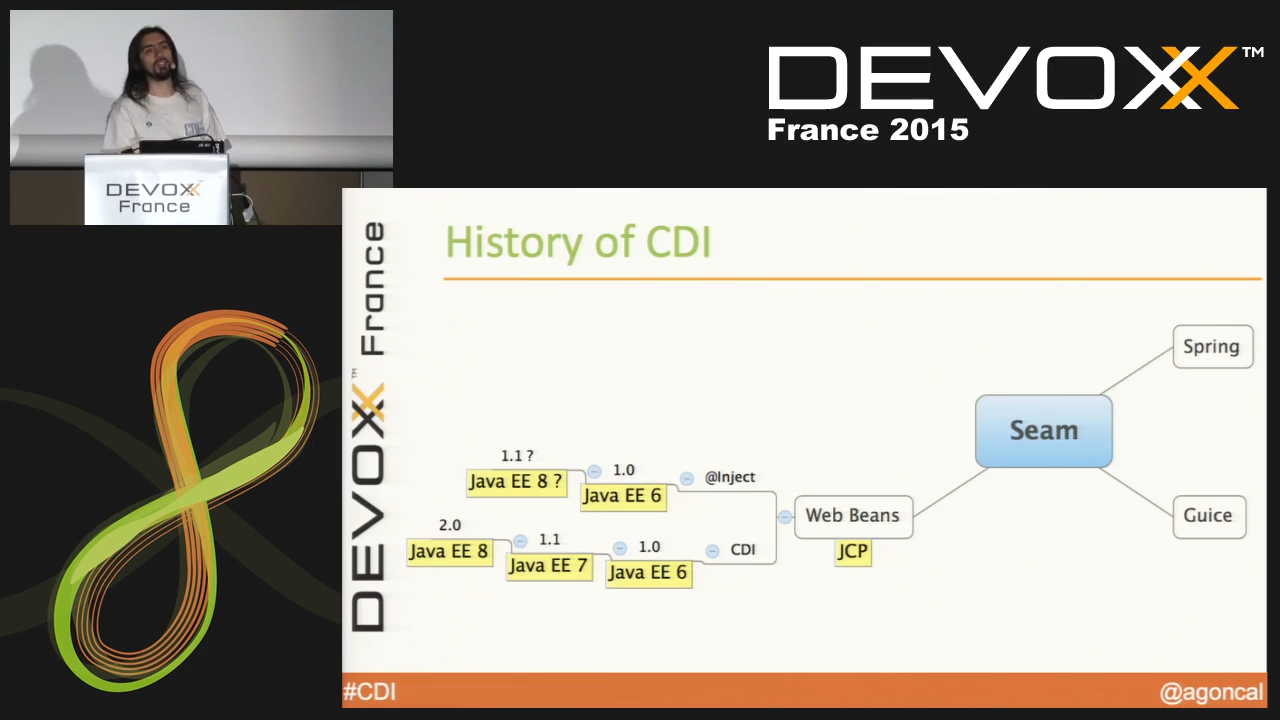 DEVOXX™
France 2015
DEVOXX
France
DEVOXX™ France
History of CDI
Spring
Seam
Guice
Web Beans
JCP
@Inject
1.0
Java EE 6
1.1 ?
Java EE 8 ?
CDI
1.0
Java EE 6
1.1
Java EE 7
2.0
Java EE 8
#CDI
@agoncal